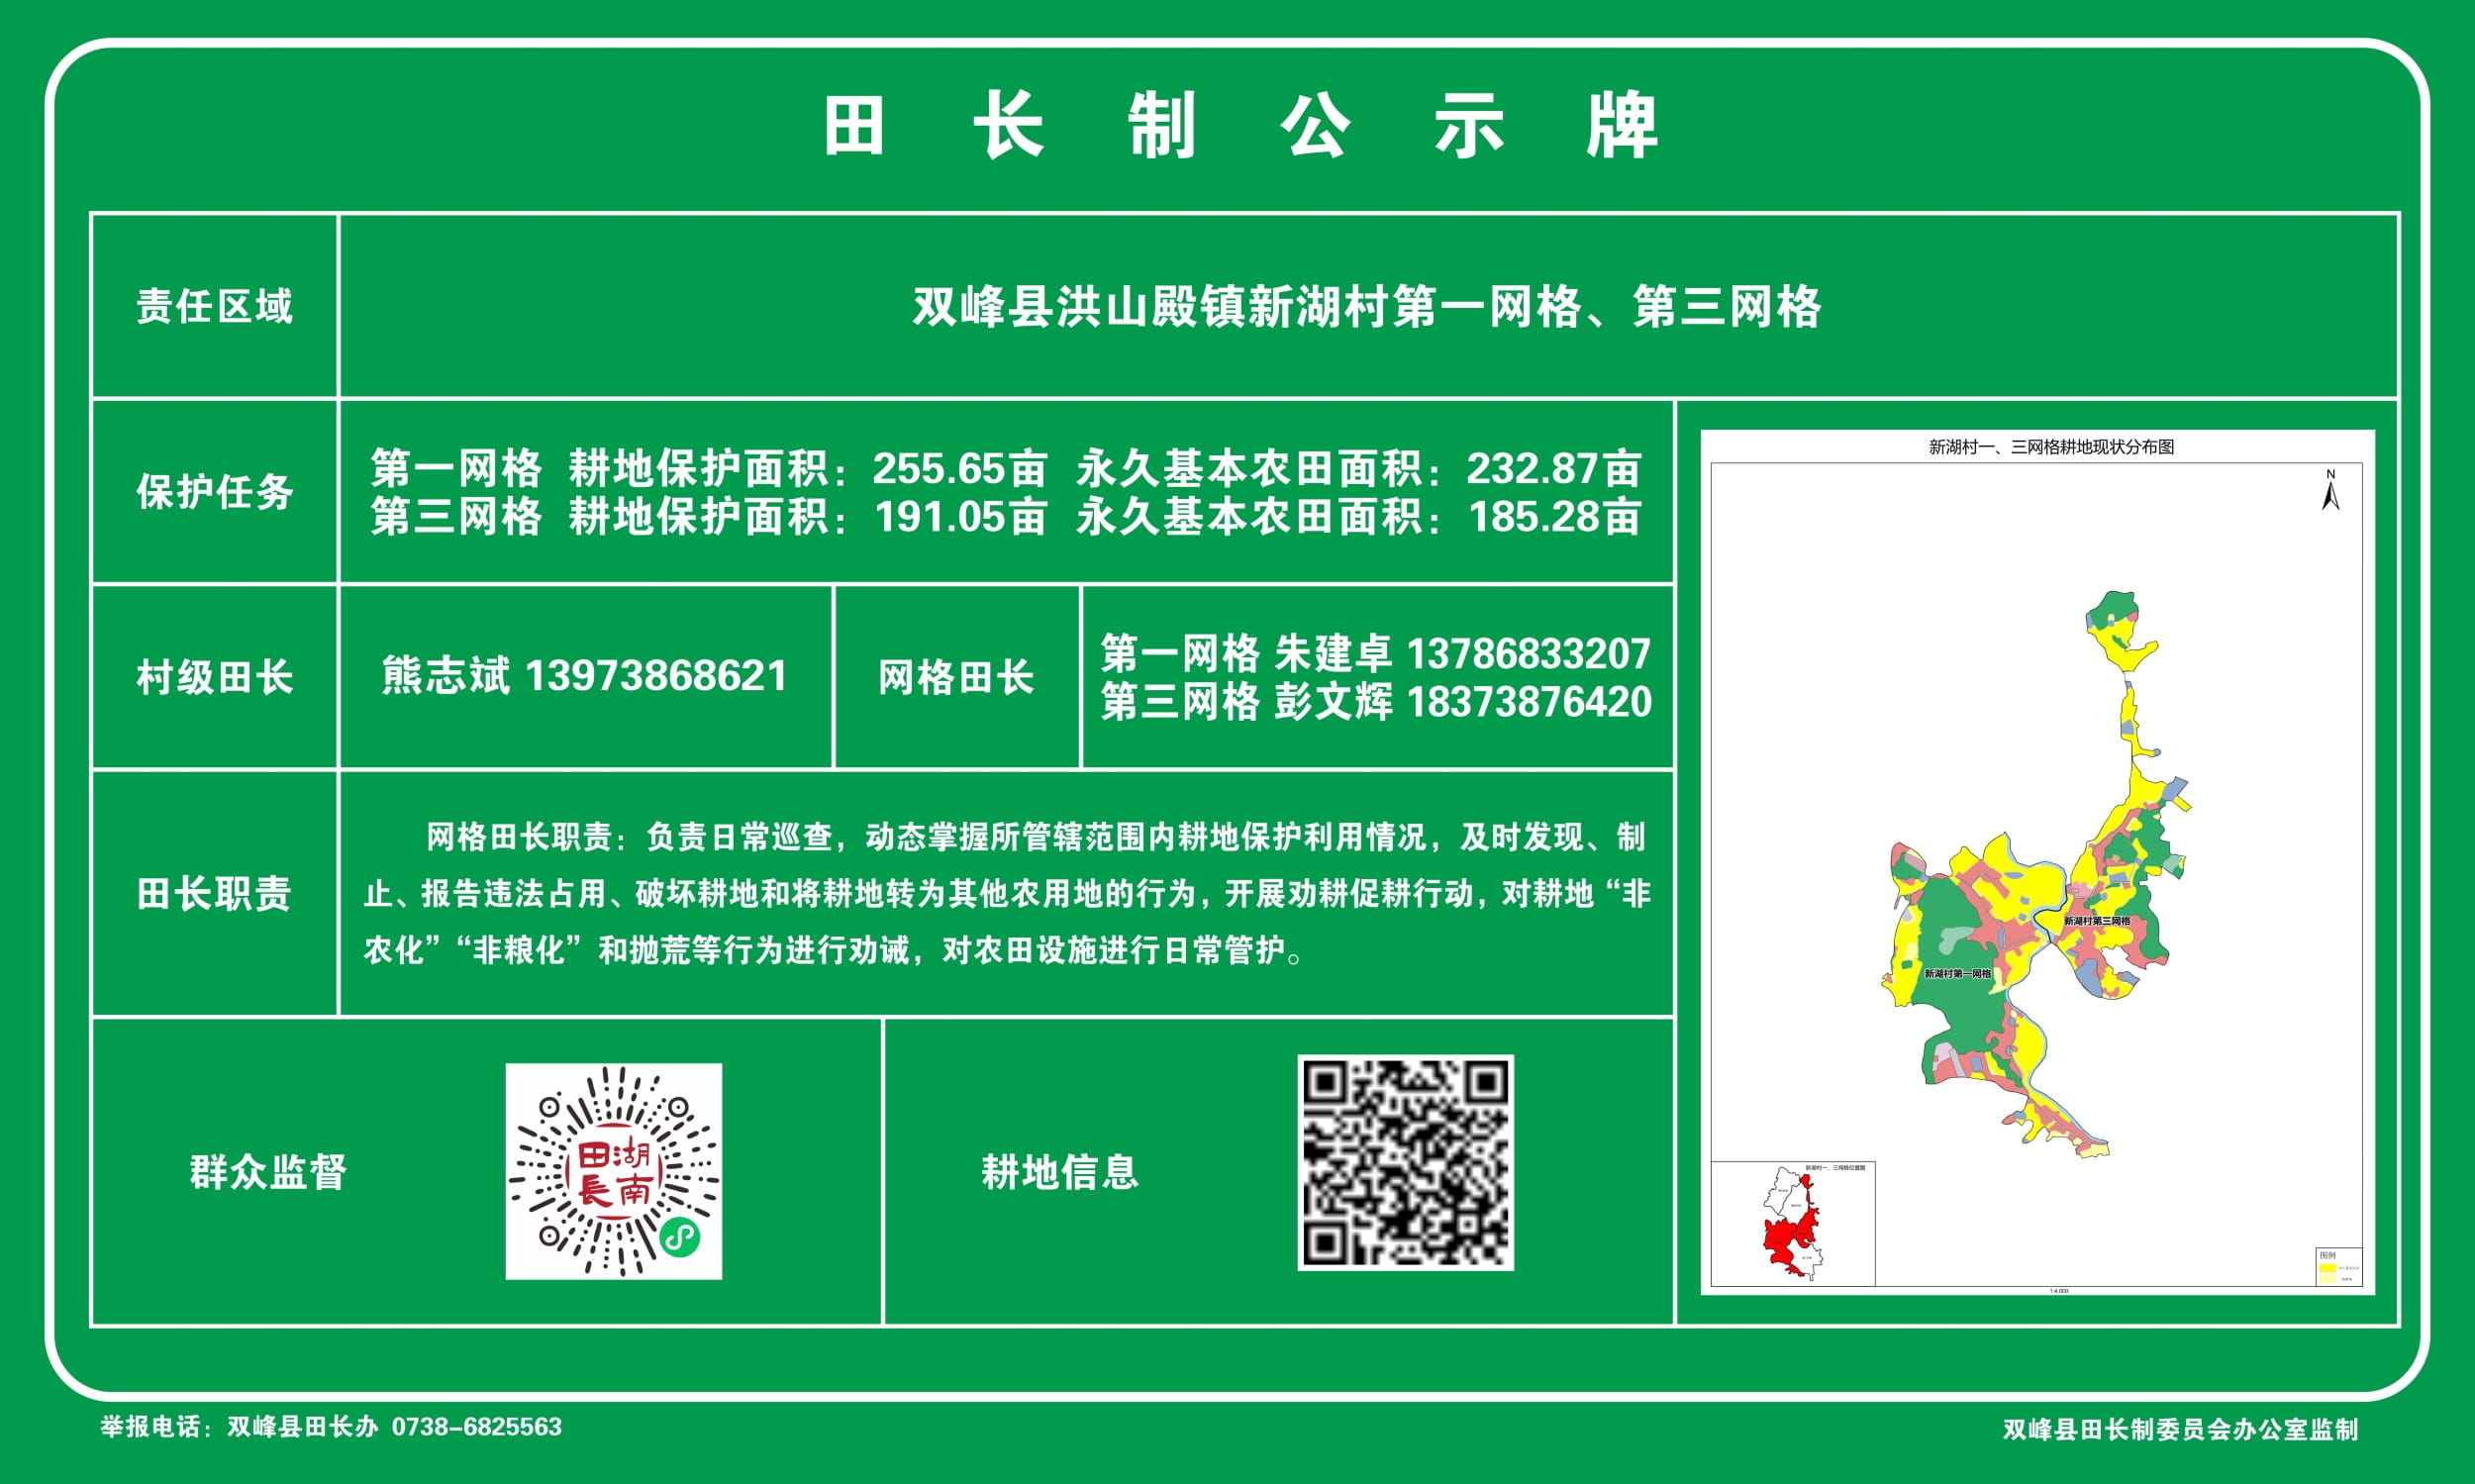 田长制公示牌
责任区域
双峰县洪山殿镇新湖村第一网格、第三网格
保护任务
第一网格 耕地保护面积：255.65亩 永久基本农田面积：232.87亩
第三网格 耕地保护面积：191.05亩 永久基本农田面积：185.28亩
村级田长
熊志斌 13973868621
网格田长
第一网格 朱建卓 13786833207
第三网格 彭文辉 18373876420
田长职责
网格田长职责：负责日常巡查，动态掌握所管辖范围内耕地保护利用情况，及时发现、制
止、报告违法占用、破坏耕地和将耕地转为其他农用地的行为，开展劝耕促耕行动，对耕地“非
农化”“非粮化”和抛荒等行为进行劝诫，对农田设施进行日常管护。
群众监督
田湖
長南
耕地信息
新湖村一、三网格耕地现状分布图
N
新湖村第三网格
新湖村第一网格
新湖村一、三网格位置图
图例
1:4,000
举报电话：双峰县田长办 0738-6825563
双峰县田长制委员会办公室监制